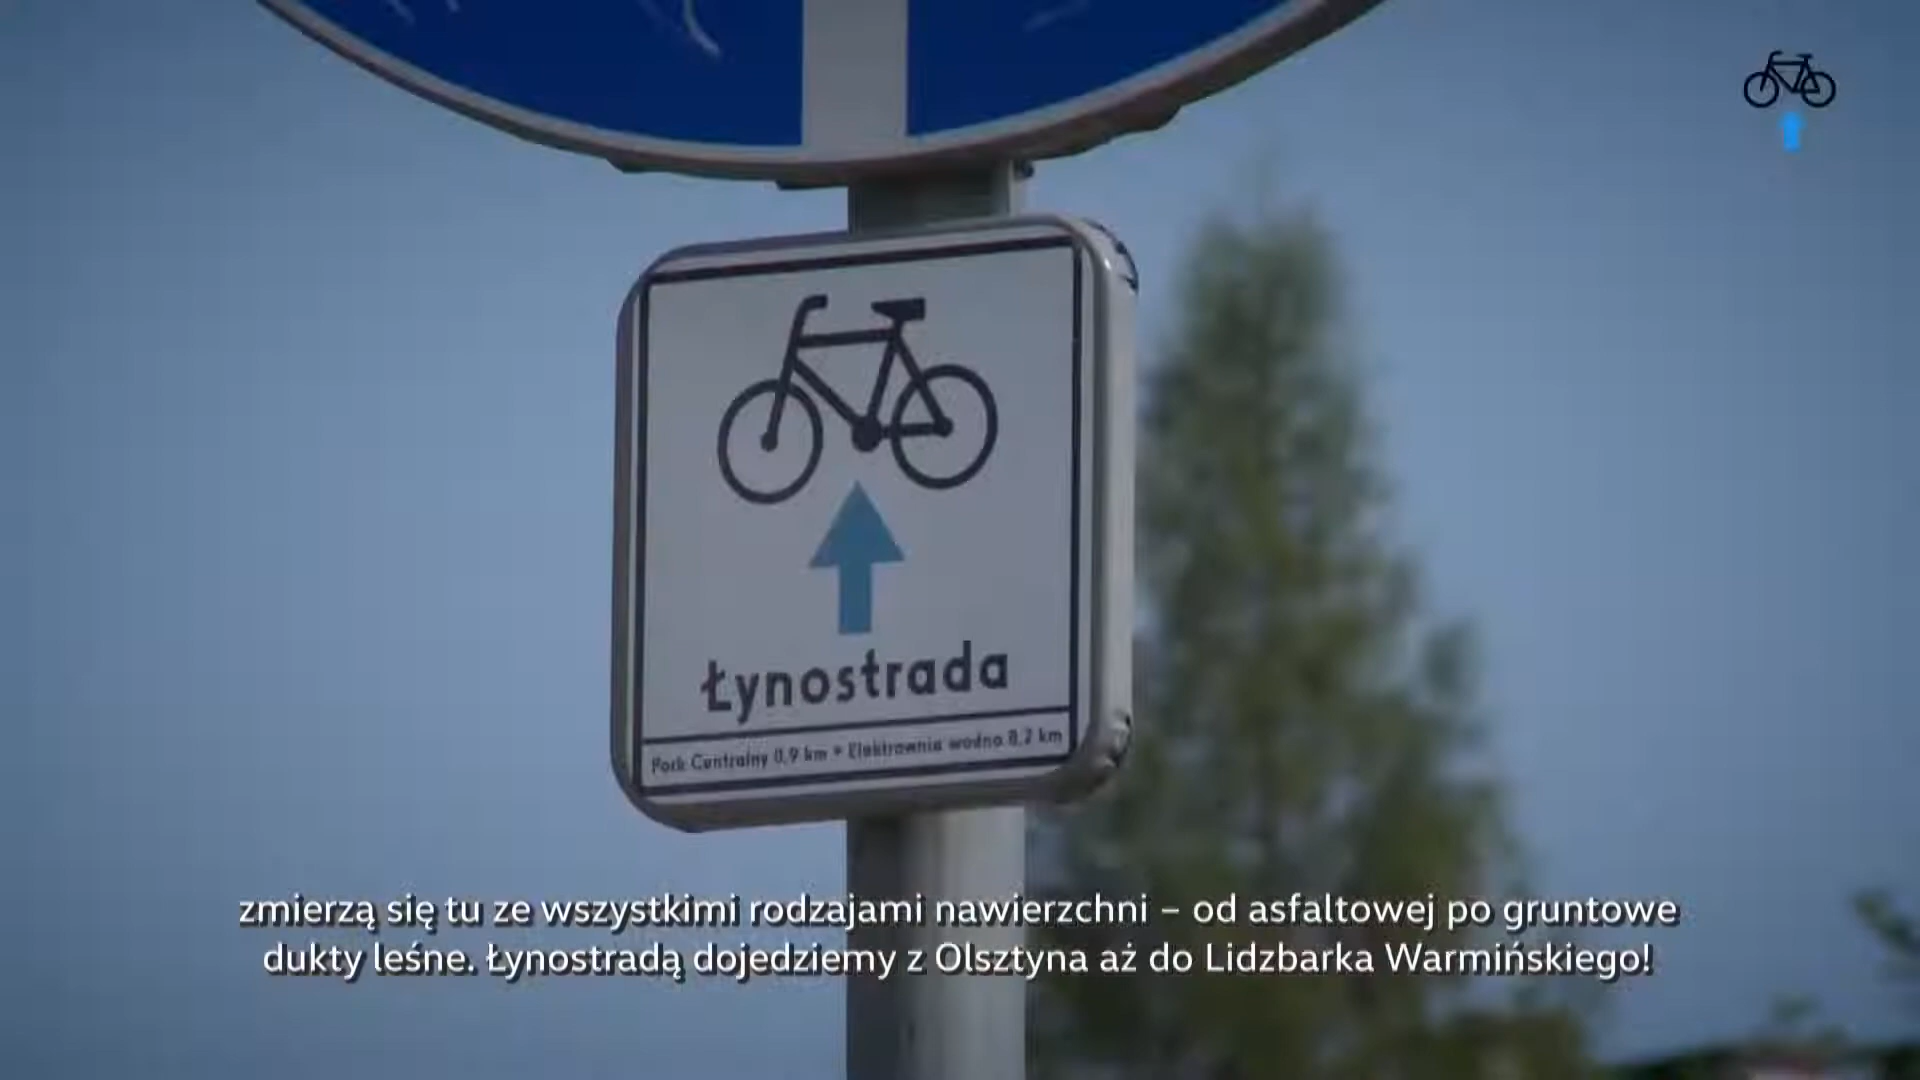 Łynostrada
Park Centralny 0,9 km • Elektrownia wodna 8,2 km
zmierzą się tu ze wszystkimi rodzajami nawierzchni – od asfaltowej po gruntowe
dukty leśne. Łynostradą dojedziemy z Olsztyna aż do Lidzbarka Warmińskiego!